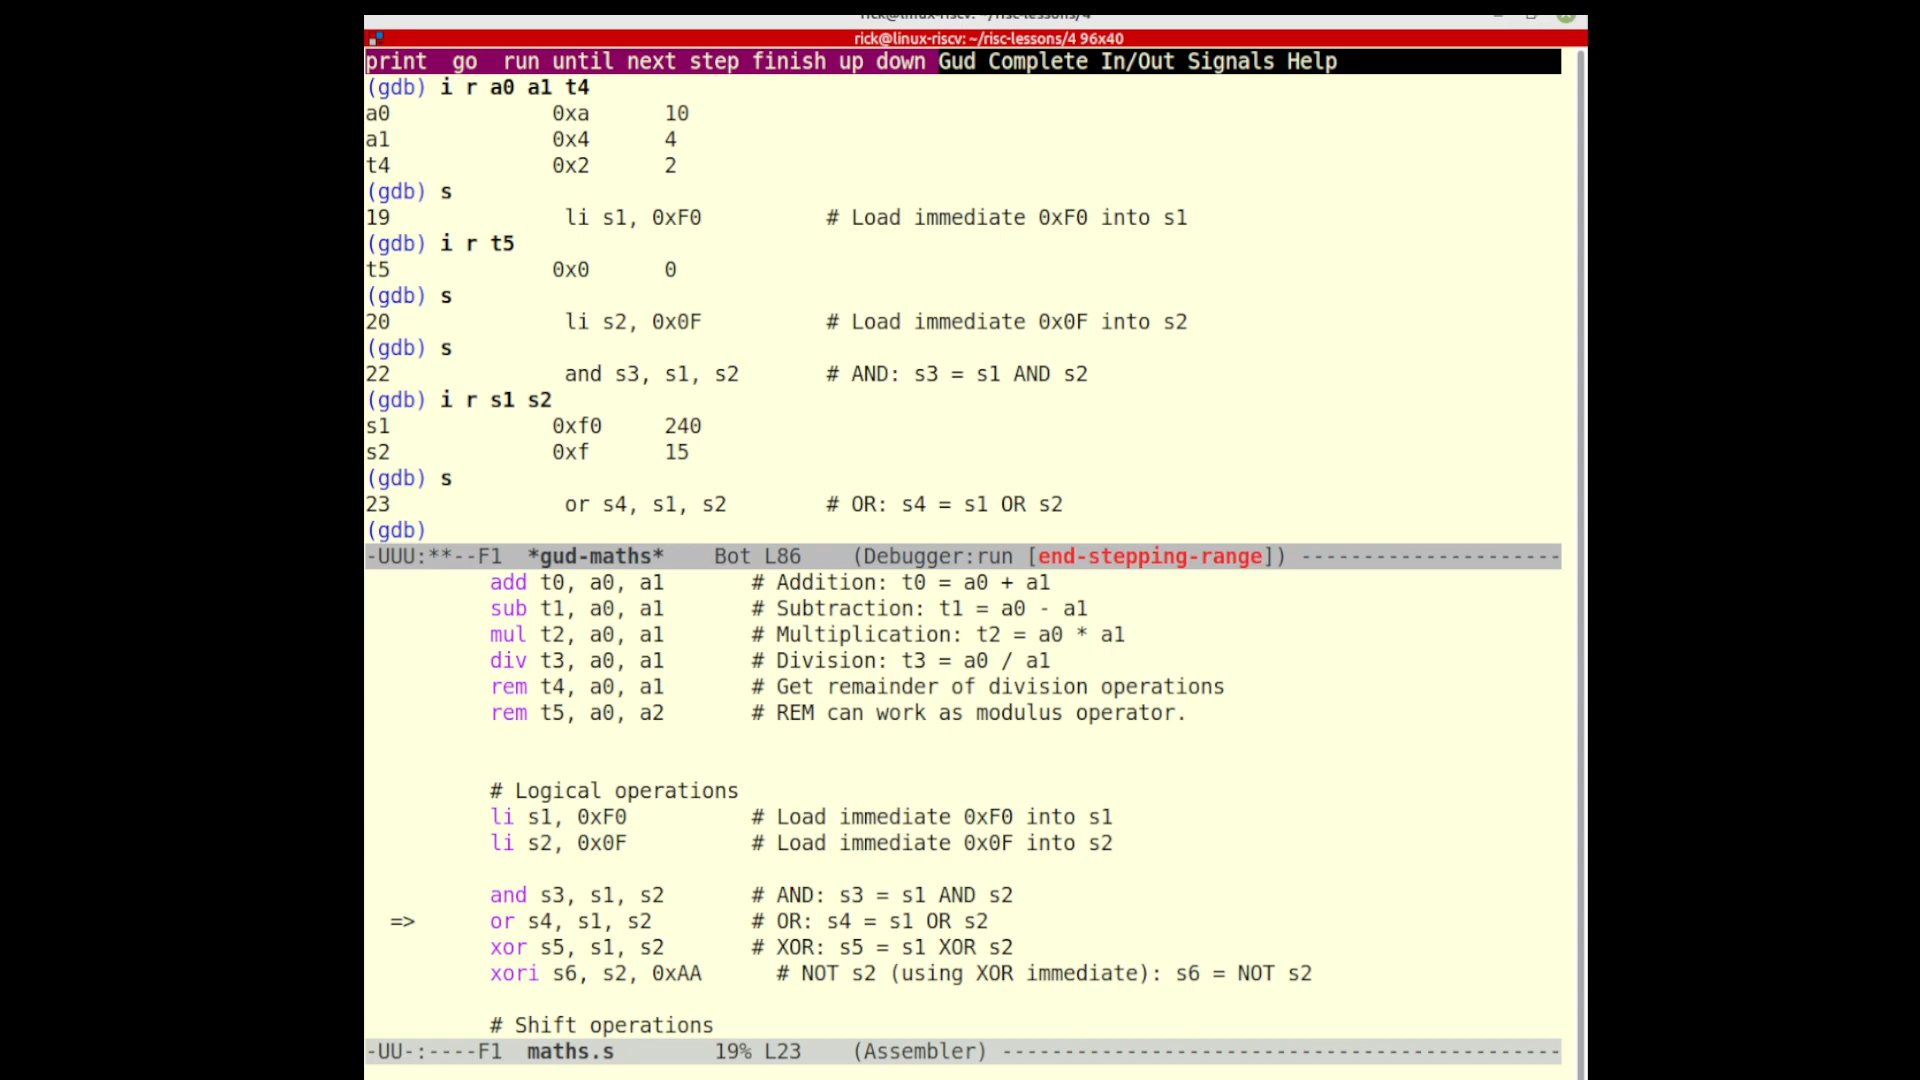 rick@linux-riscv: ~/risc-lessons/4
rick@linux-riscv: ~/risc-lessons/4 96x40
print  go  run until next step finish up down Gud Complete In/Out Signals Help
(gdb) i r a0 a1 t4
a0             0xa      10
a1             0x4      4
t4             0x2      2
(gdb) s
19              li s1, 0xF0          # Load immediate 0xF0 into s1
(gdb) i r t5
t5             0x0      0
(gdb) s
20              li s2, 0x0F          # Load immediate 0x0F into s2
(gdb) s
22              and s3, s1, s2       # AND: s3 = s1 AND s2
(gdb) i r s1 s2
s1             0xf0     240
s2             0xf      15
(gdb) s
23              or s4, s1, s2        # OR: s4 = s1 OR s2
(gdb)
-UUU:**--F1  *gud-maths*    Bot L86    (Debugger:run [end-stepping-range]) ---------------------
          add t0, a0, a1       # Addition: t0 = a0 + a1
          sub t1, a0, a1       # Subtraction: t1 = a0 - a1
          mul t2, a0, a1       # Multiplication: t2 = a0 * a1
          div t3, a0, a1       # Division: t3 = a0 / a1
          rem t4, a0, a1       # Get remainder of division operations
          rem t5, a0, a2       # REM can work as modulus operator.
          # Logical operations
          li s1, 0xF0          # Load immediate 0xF0 into s1
          li s2, 0x0F          # Load immediate 0x0F into s2
          and s3, s1, s2       # AND: s3 = s1 AND s2
  =>      or s4, s1, s2        # OR: s4 = s1 OR s2
          xor s5, s1, s2       # XOR: s5 = s1 XOR s2
          xori s6, s2, 0xAA      # NOT s2 (using XOR immediate): s6 = NOT s2
          # Shift operations
-UU-:----F1  maths.s        19% L23    (Assembler) ---------------------------------------------